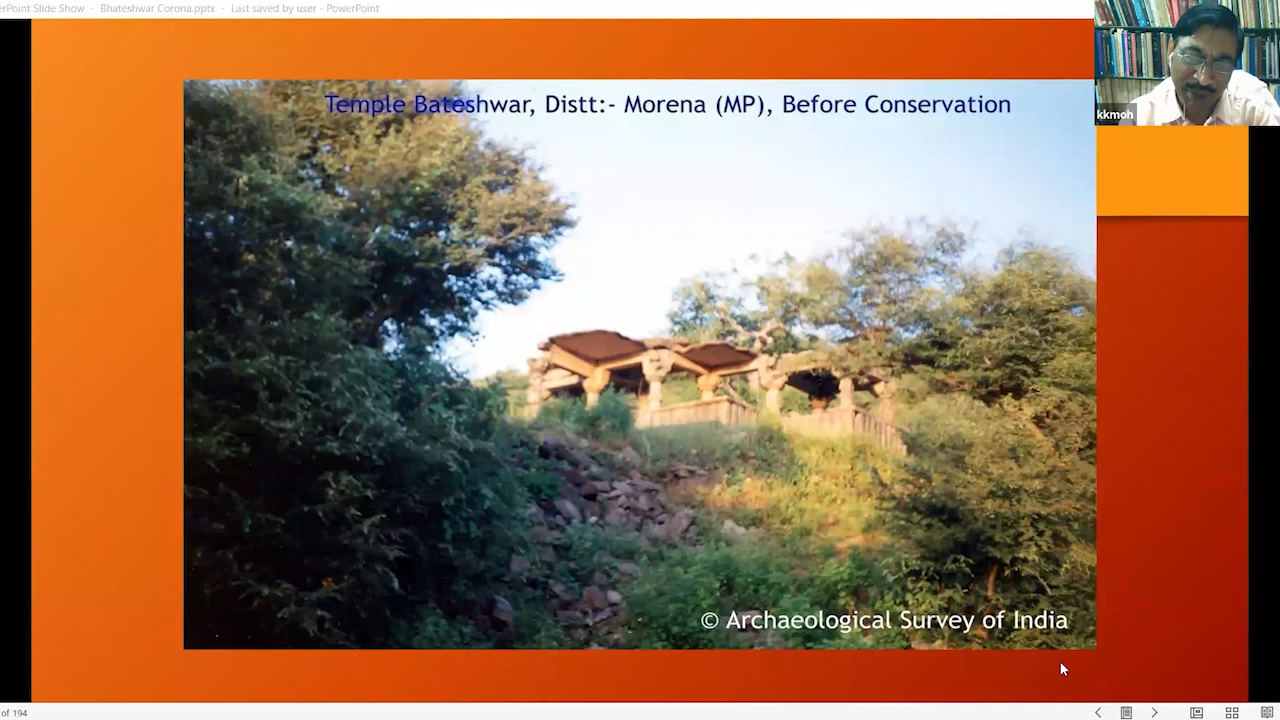 erPoint Slide Show - Bhateshwar Corona.pptx - Last saved by user - PowerPoint
kkmoh
Temple Bateshwar, Distt:- Morena (MP), Before Conservation
© Archaeological Survey of India
of 194